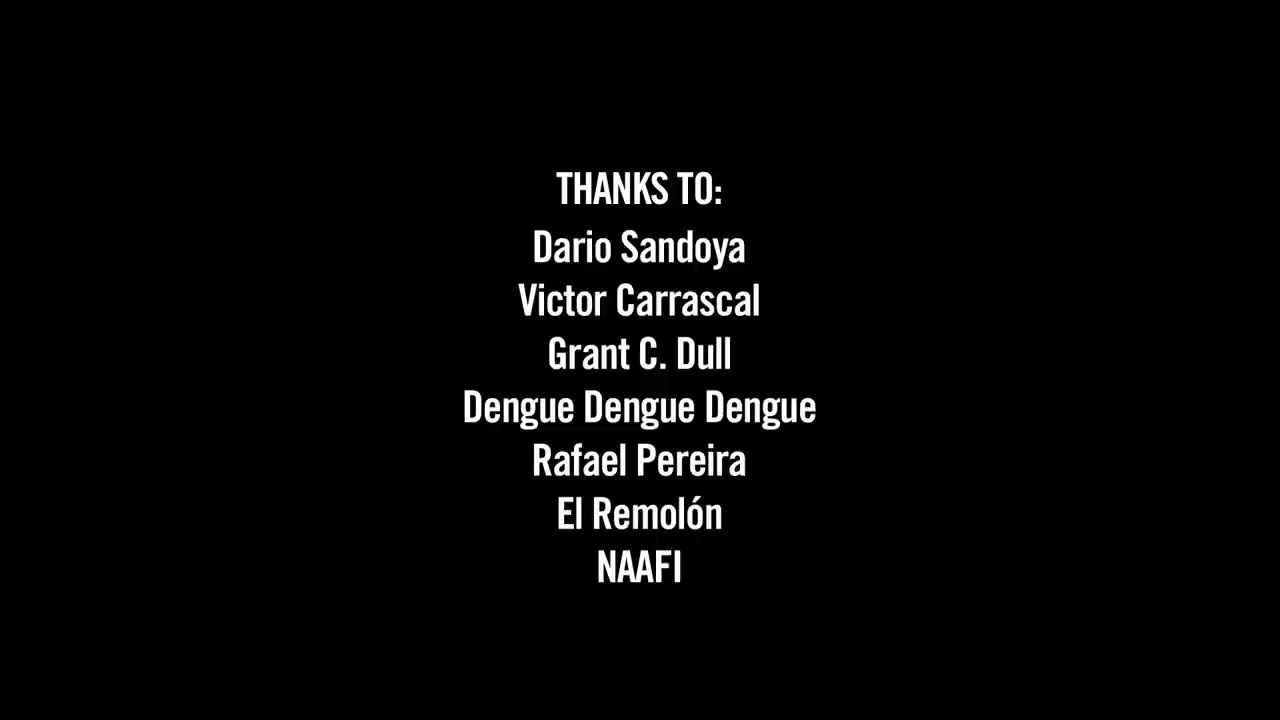 THANKS TO:
Dario Sandoya
Victor Carrascal
Grant C. Dull
Dengue Dengue Dengue
Rafael Pereira
El Remolón
NAAFI